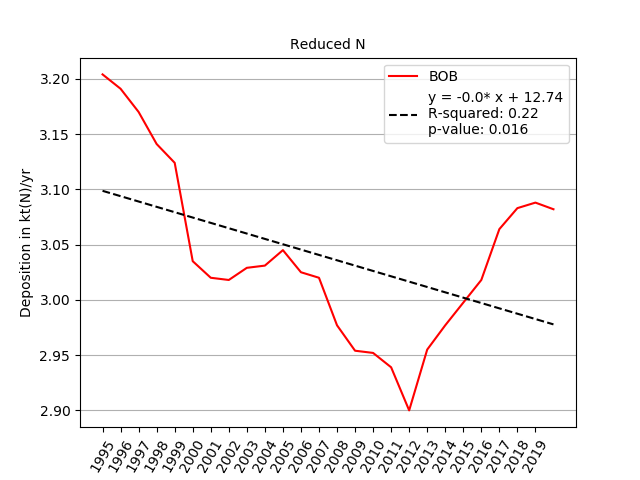 Reduced N
BOB
y = -0.0* x + 12.74
R-squared: 0.22
p-value: 0.016
Deposition in kt(N)/yr
3.20
3.15
3.10
3.05
3.00
2.95
2.90
1995 1996 1997 1998 1999 2000 2001 2002 2003 2004 2005 2006 2007 2008 2009 2010 2011 2012 2013 2014 2015 2016 2017 2018 2019